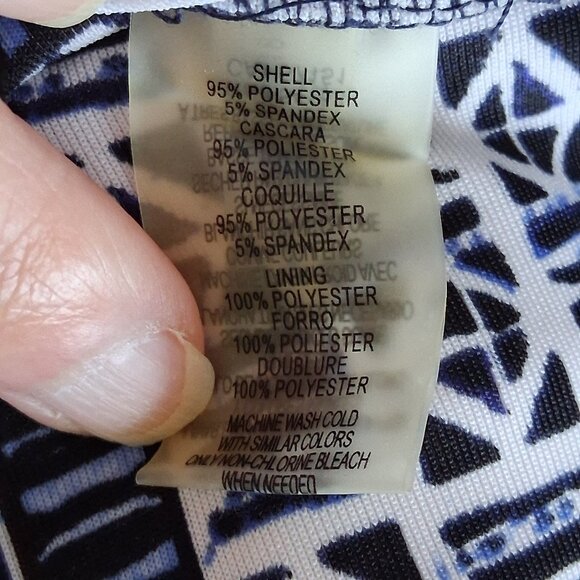 SHELL
95% POLYESTER
5% SPANDEX
CASCARA
95% POLIESTER
5% SPANDEX
COQUILLE
95% POLYESTER
5% SPANDEX
LINING
100% POLYESTER
FORRO
100% POLIESTER
DOUBLURE
100% POLYESTER
MACHINE WASH COLD
WITH SIMILAR COLORS
ONLY NON-CHLORINE BLEACH
WHEN NEEDED